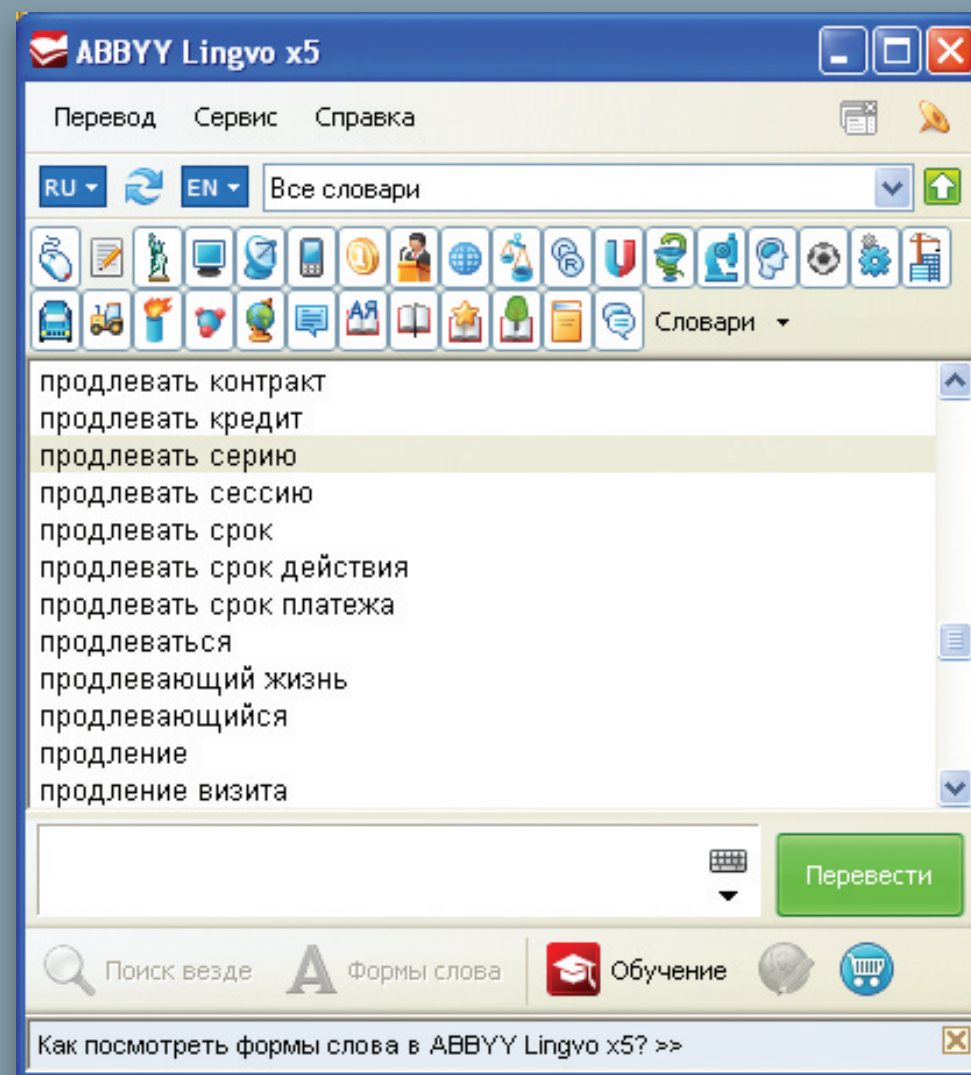 ABBYY Lingvo x5
Перевод Сервис Справка
RU EN Все словари
Словари
продлевать контракт
продлевать кредит
продлевать серию
продлевать сессию
продлевать срок
продлевать срок действия
продлевать срок платежа
продлеваться
продлевающий жизнь
продлевающийся
продление
продление визита
Перевести
Поиск везде Формы слова Обучение
Как посмотреть формы слова в ABBYY Lingvo x5? >>